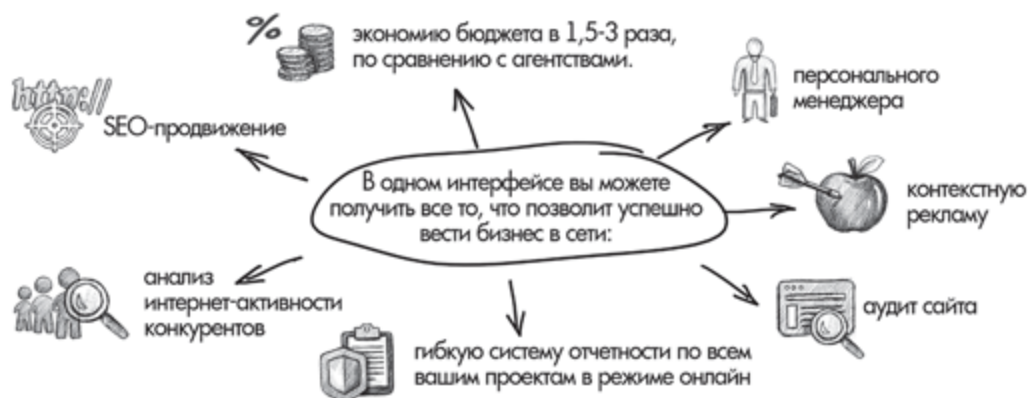 %
экономию бюджета в 1,5-3 раза,
по сравнению с агентствами.
персонального
менеджера
http://
SEO-продвижение
В одном интерфейсе вы можете
получить все то, что позволит успешно
вести бизнес в сети:
контекстную
рекламу
анализ
интернет-активности
конкурентов
аудит сайта
гибкую систему отчетности по всем
вашим проектам в режиме онлайн